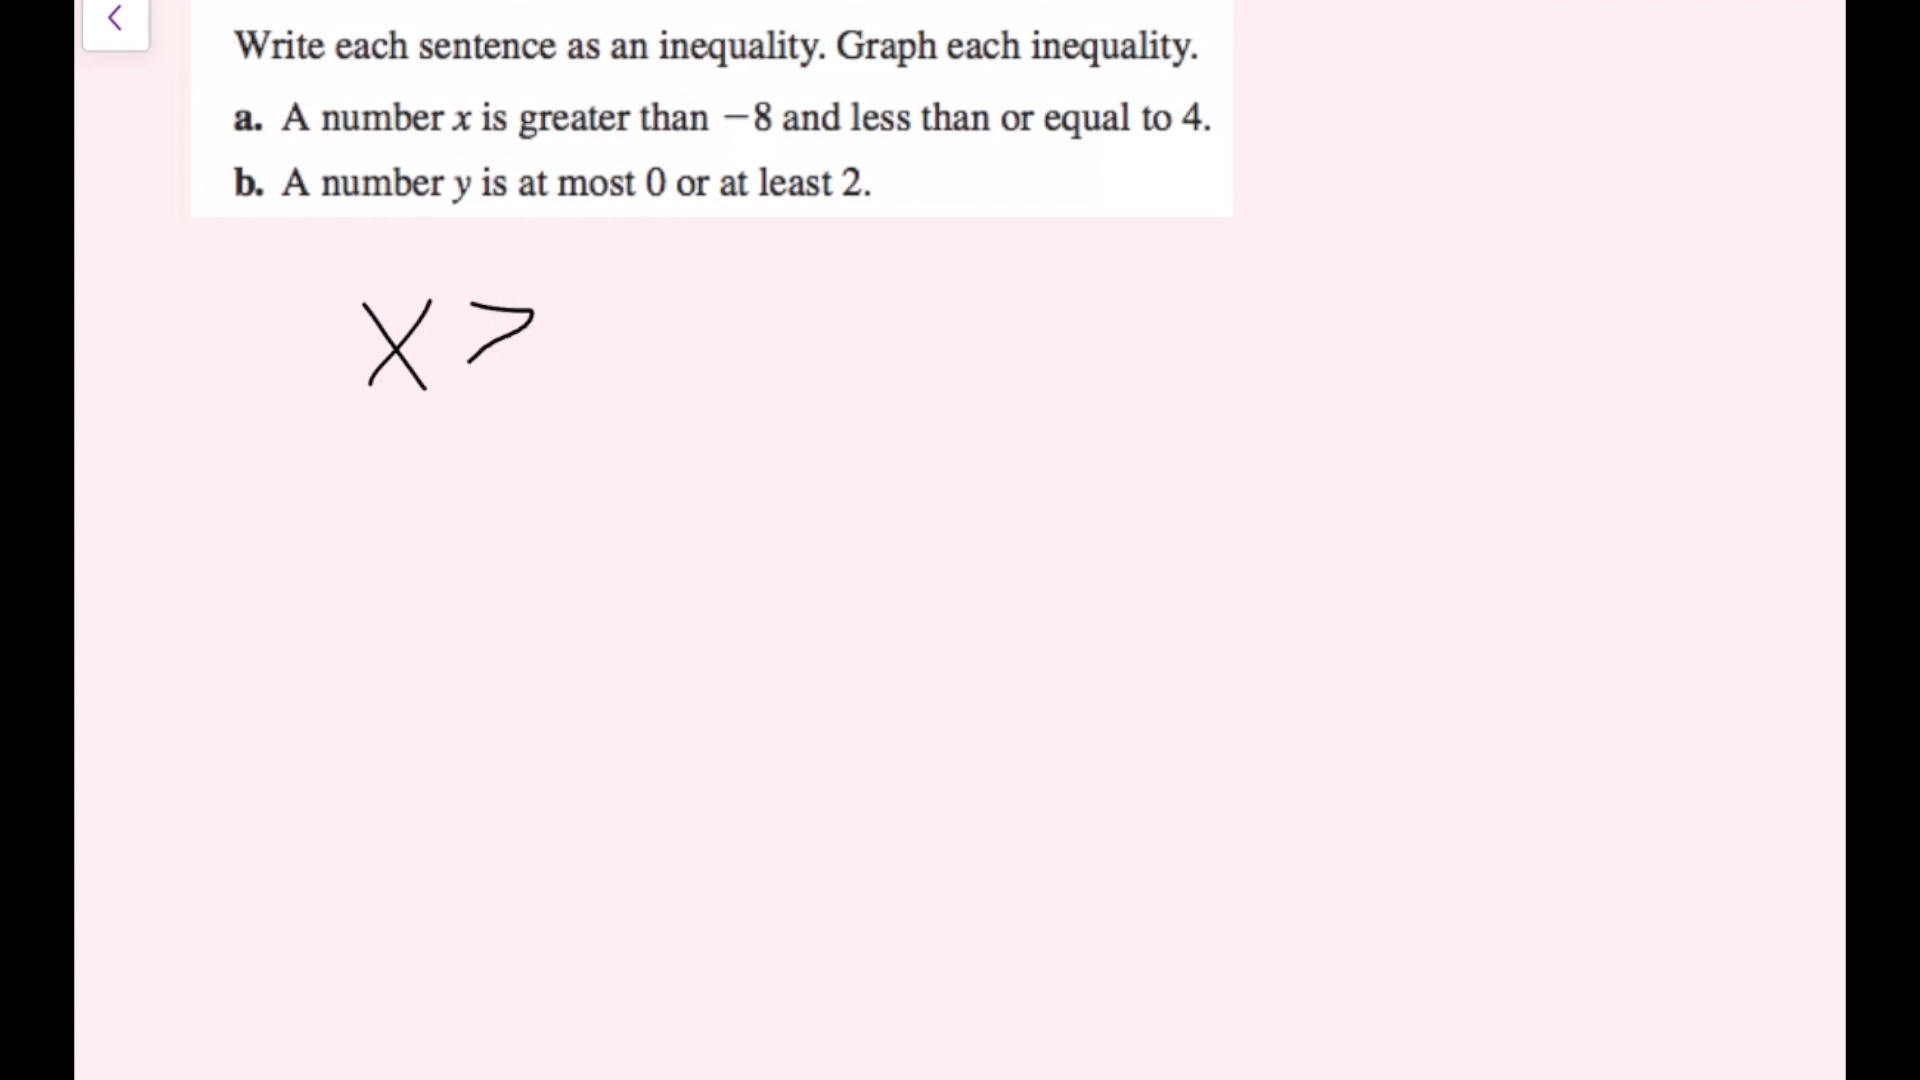 Write each sentence as an inequality. Graph each inequality.
a. A number x is greater than −8 and less than or equal to 4.
b. A number y is at most 0 or at least 2.
x >